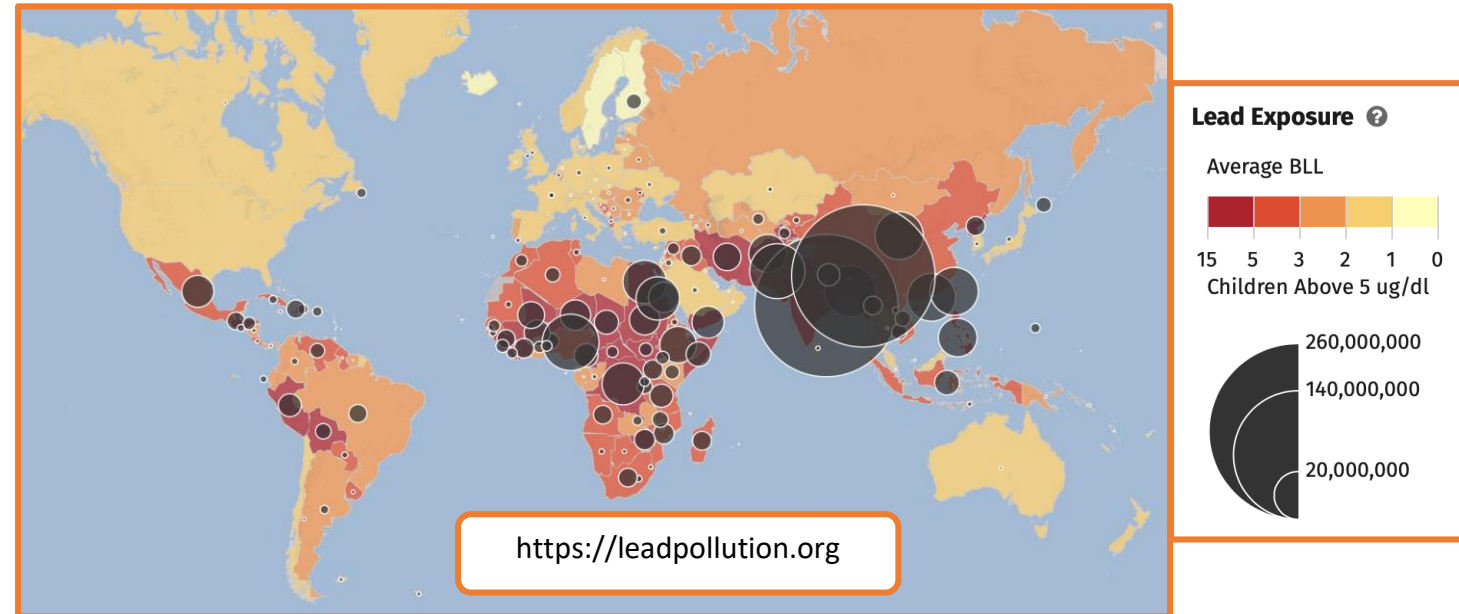 https://leadpollution.org
Lead Exposure ?
Average BLL
15 5 3 2 1 0
Children Above 5 ug/dl
260,000,000
140,000,000
20,000,000